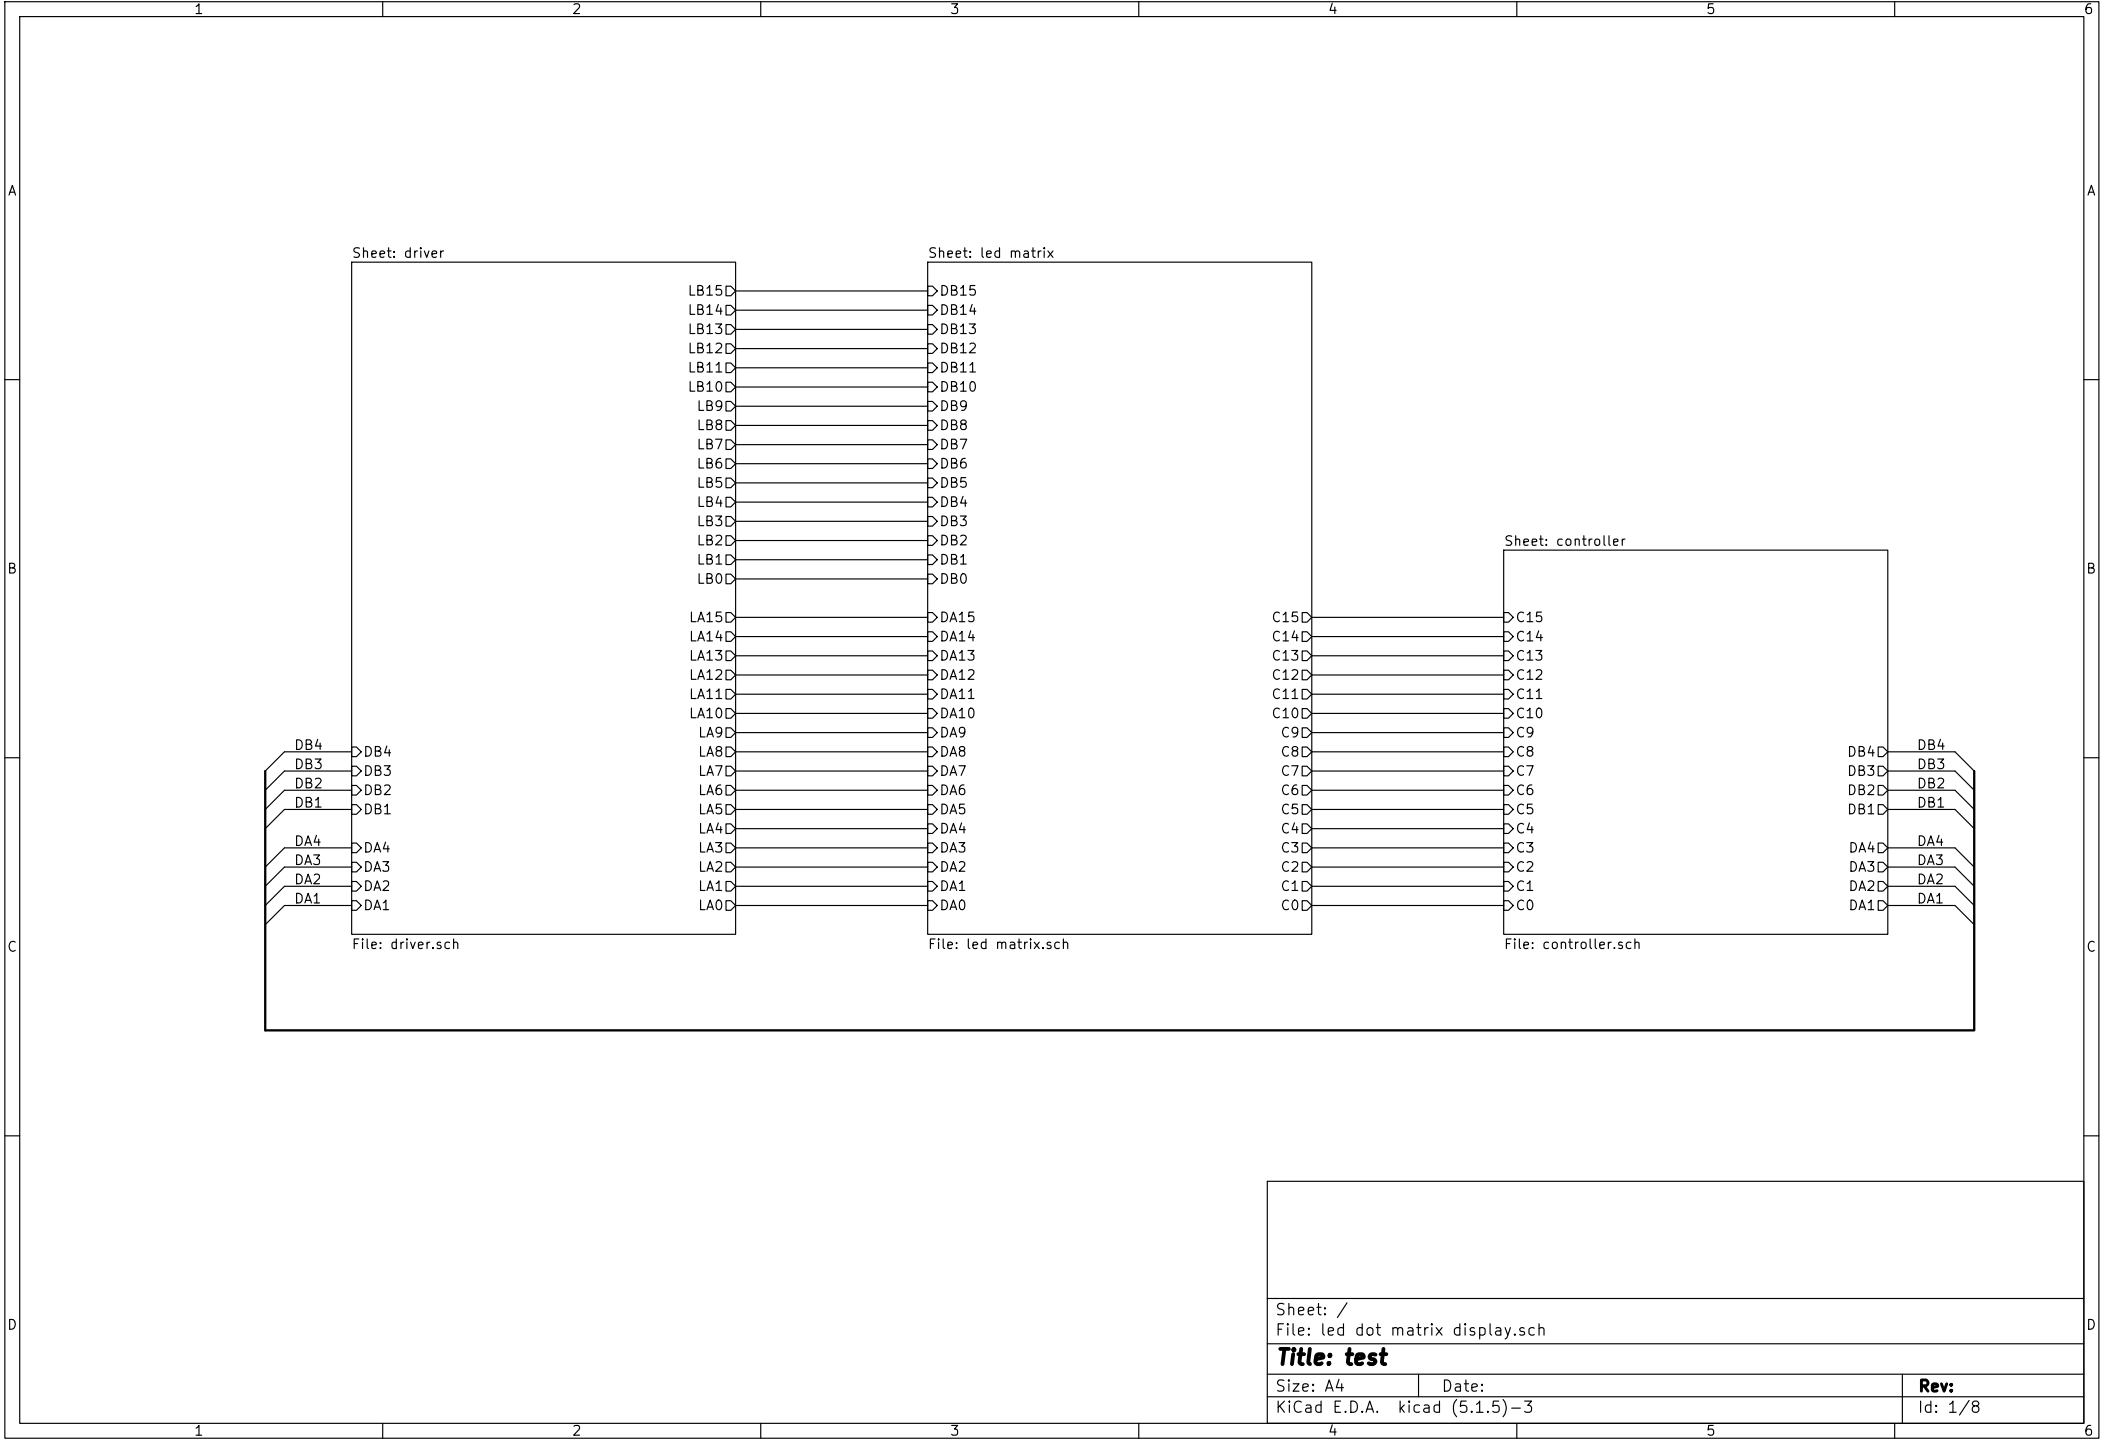 1 2 3 4 5 6
A A
Sheet: driver
Sheet: led matrix
LB15 DB15
LB14 DB14
LB13 DB13
LB12 DB12
LB11 DB11
LB10 DB10
LB9 DB9
LB8 DB8
LB7 DB7
LB6 DB6
LB5 DB5
LB4 DB4
LB3 DB3
LB2 DB2
Sheet: controller
LB1 DB1
B B
LB0 DB0
LA15 DA15 C15 C15
LA14 DA14 C14 C14
LA13 DA13 C13 C13
LA12 DA12 C12 C12
LA11 DA11 C11 C11
LA10 DA10 C10 C10
LA9 DA9 C9 C9
DB4 DB4 LA8 DA8 C8 C8 DB4 DB4
DB3 DB3 LA7 DA7 C7 C7 DB3 DB3
DB2 DB2 LA6 DA6 C6 C6 DB2 DB2
DB1 DB1 LA5 DA5 C5 C5 DB1 DB1
LA4 DA4 C4 C4
DA4 DA4 LA3 DA3 C3 C3 DA4 DA4
DA3 DA3 LA2 DA2 C2 C2 DA3 DA3
DA2 DA2 LA1 DA1 C1 C1 DA2 DA2
DA1 DA1 LA0 DA0 C0 C0 DA1 DA1
C C
File: driver.sch
File: led matrix.sch
File: controller.sch
Sheet: /
D D
File: led dot matrix display.sch
Title: test
Size: A4 Date: Rev:
KiCad E.D.A. kicad (5.1.5)-3 Id: 1/8
1 2 3 4 5 6